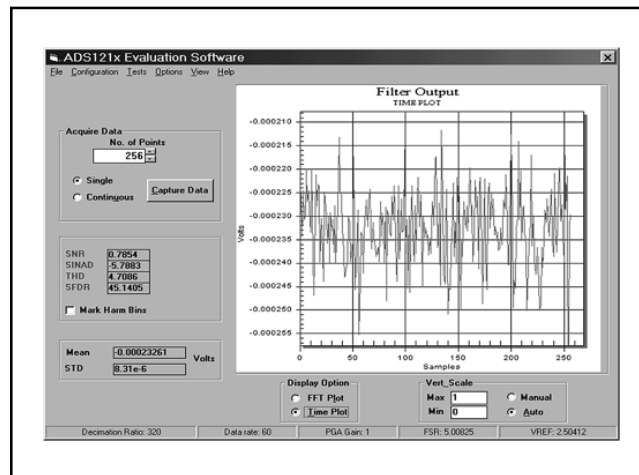 ADS121x Evaluation Software
File Configuration Tests Options View Help
Acquire Data
No. of Points
256
Single
Continuous
Capture Data
SNR 0.7854
SINAD -5.7883
THD 4.7086
SFDR 45.1405
Mark Harm Bins
Mean -0.00023261 Volts
STD 8.31e-6
Filter Output
TIME PLOT
-0.000210
-0.000215
-0.000220
-0.000225
-0.000230
-0.000235
-0.000240
-0.000245
-0.000250
-0.000255
Volts
0 50 100 150 200 250
Samples
Display Option
FFT Plot
Time Plot
Vert_Scale
Max 1
Min 0
Manual
Auto
Decimation Ratio: 320 Data rate: 60 PGA Gain: 1 FSR: 5.00825 VREF: 2.50412